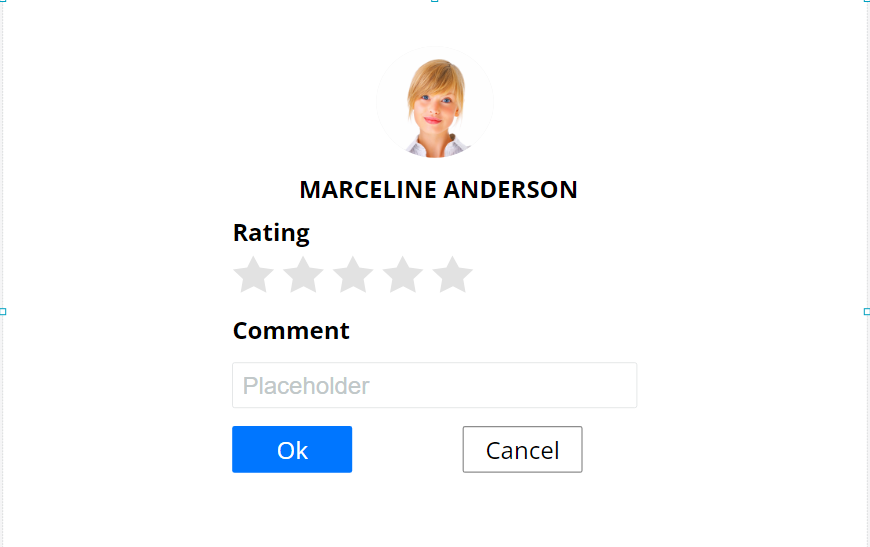 MARCELINE ANDERSON
Rating
Comment
Placeholder
Ok
Cancel